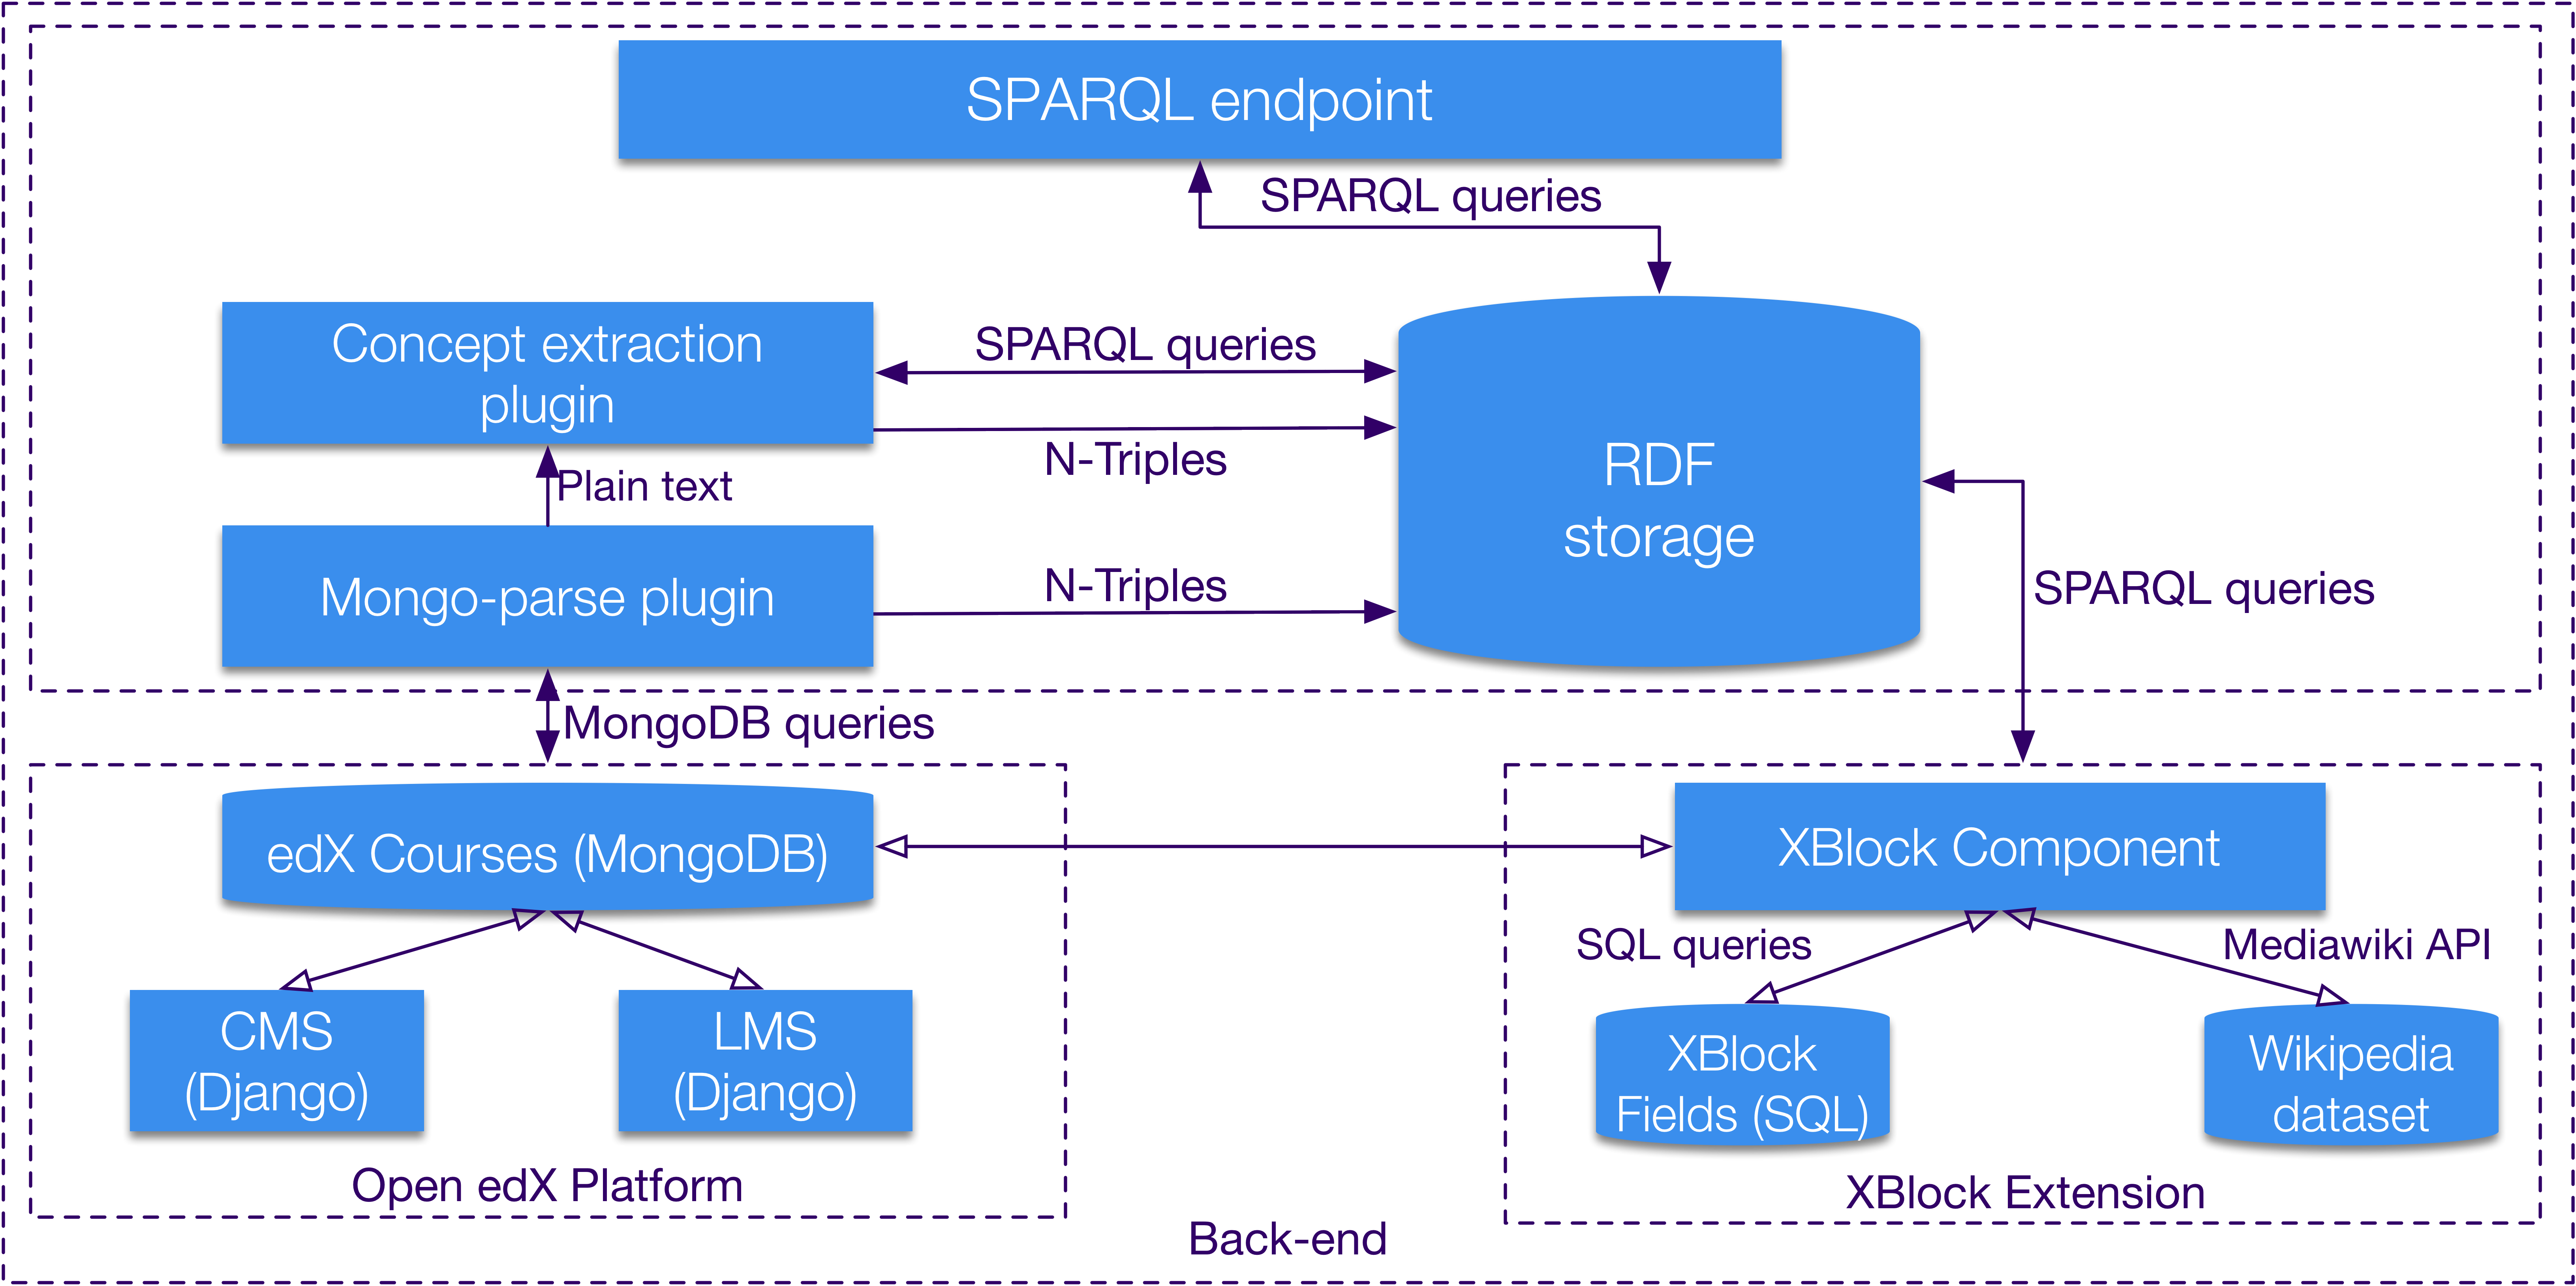 SPARQL endpoint
SPARQL queries
Concept extraction
plugin
SPARQL queries
N-Triples
Plain text
RDF
storage
Mongo-parse plugin
N-Triples
SPARQL queries
MongoDB queries
edX Courses (MongoDB)
XBlock Component
SQL queries
Mediawiki API
CMS
(Django)
LMS
(Django)
XBlock
Fields (SQL)
Wikipedia
dataset
Open edX Platform
XBlock Extension
Back-end